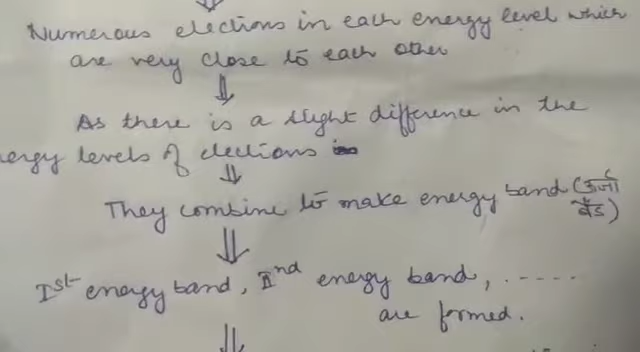 Numerous elections in each energy level which
are very close to each other
⇓
As there is a slight difference in the
nergy levels of elections
⇓
They combine to make energy band (ऊर्जा
बैंड)
⇓
Ist energy band, IInd energy band, ......
are formed.
⇓